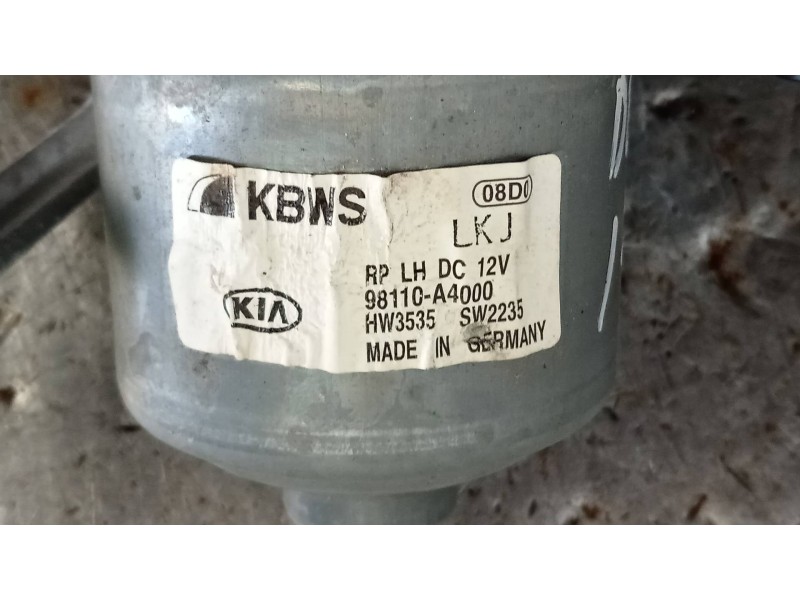 08D0
KBWS
LKJ
RP LH DC 12V
98110-A4000
KIA
HW3535 SW2235
MADE IN GERMANY